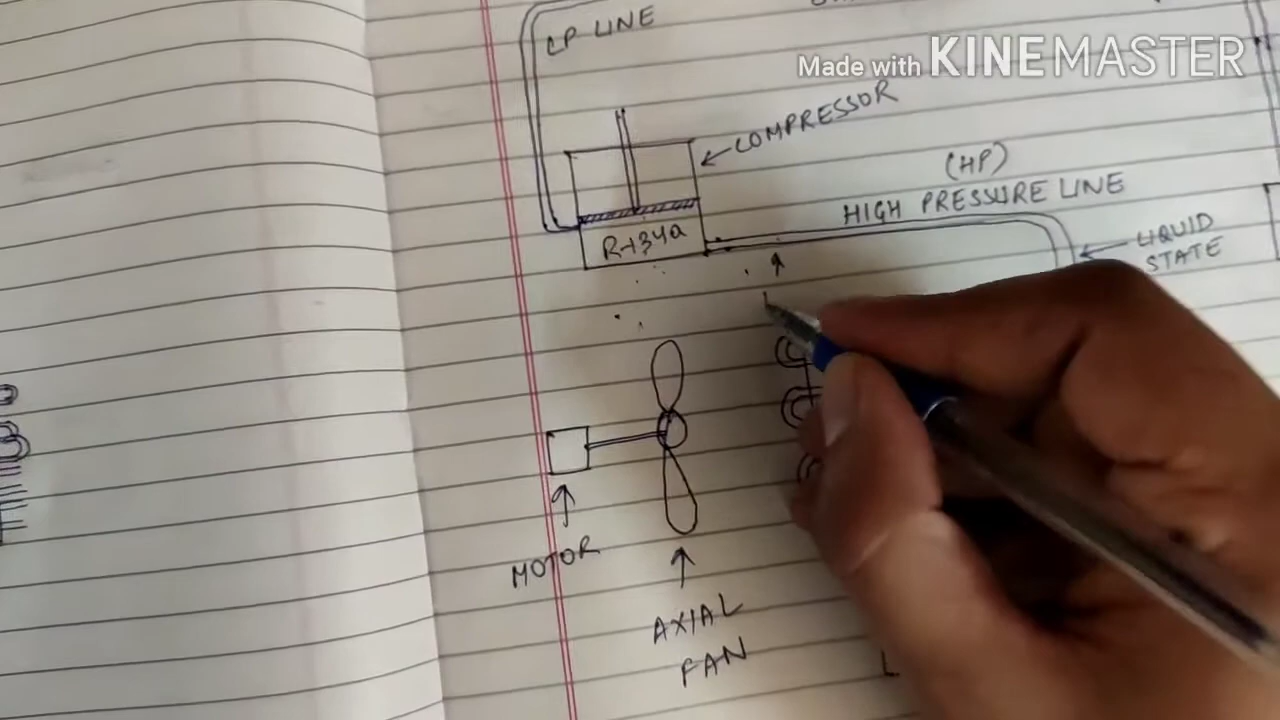 LP LINE
Made with KINEMASTER
COMPRESSOR
(HP)
HIGH PRESSURE LINE
R-134a
LIQUID
STATE
MOTOR
AXIAL
FAN